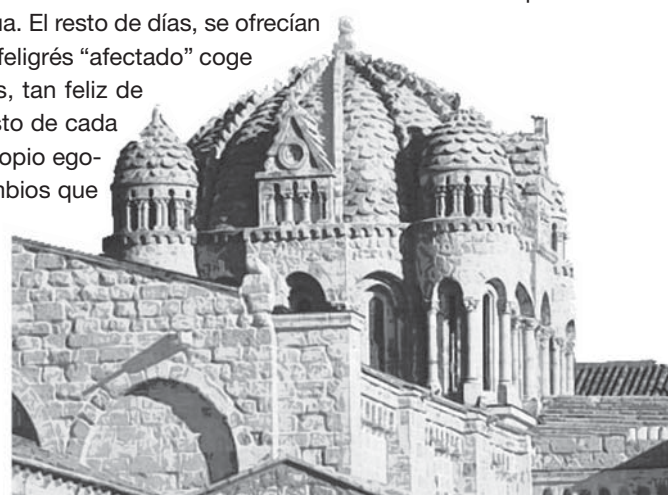 ua. El resto de días, se ofrecían
feligrés “afectado” coge
s, tan feliz de
sto de cada
opio ego-
mbios que